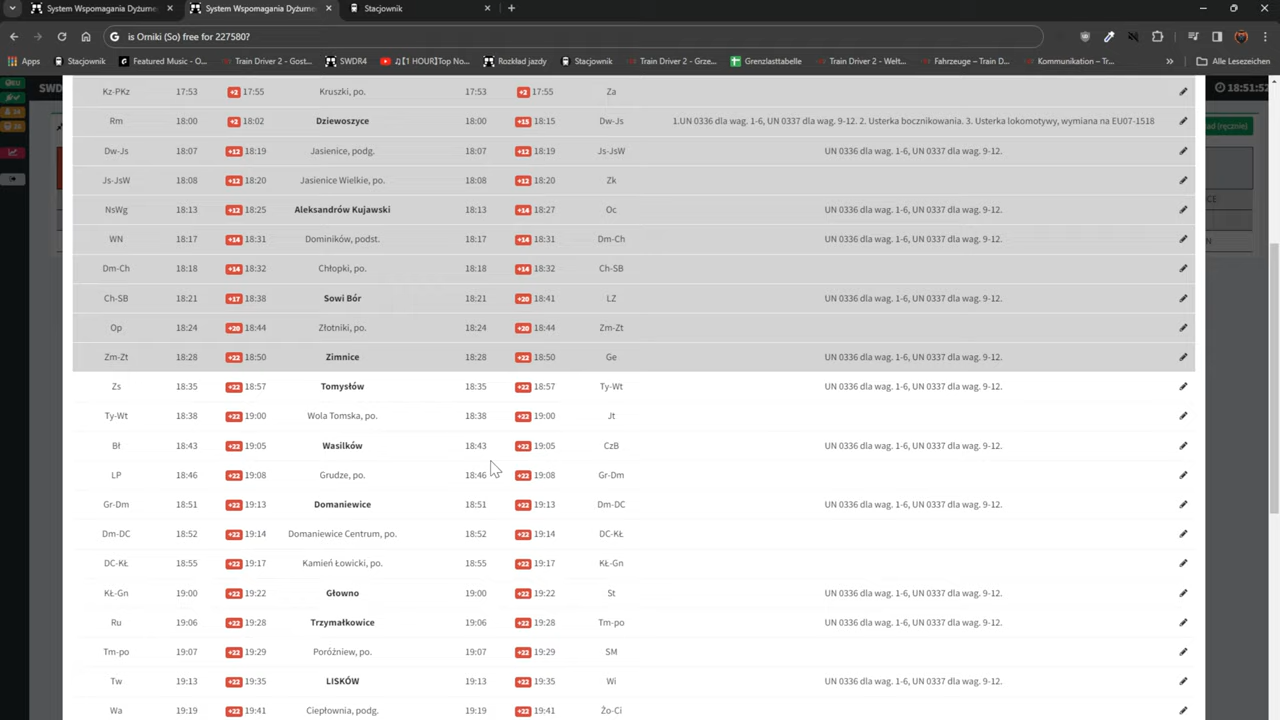 System Wspomagania Dyżurne
System Wspomagania Dyżurne
Stacjownik
is Orniki (So) free for 227580?
Apps
Stacjownik
Featured Music - O...
Train Driver 2 - Gost...
SWDR4
♫【1 HOUR】Top No...
Rozkład jazdy
Stacjownik
Train Driver 2 - Grze...
Grenzlasttabelle
Train Driver 2 - Welt...
Fahrzeuge – Train D...
Kommunikation – Tr...
Alle Lesezeichen
EU
SWD
18:51:52
ład (ręcznie)
Kz-PKz 17:53 +2 17:55 Kruszki, po. 17:53 +2 17:55 Za
Rm 18:00 +2 18:02 Dziewoszyce 18:00 +15 18:15 Dw-Js 1.UN 0336 dla wag. 1-6, UN 0337 dla wag. 9-12. 2. Usterka bocznikowania. 3. Usterka lokomotywy, wymiana na EU07-1518
Dw-Js 18:07 +12 18:19 Jasienice, podg. 18:07 +12 18:19 Js-JsW UN 0336 dla wag. 1-6, UN 0337 dla wag. 9-12.
Js-JsW 18:08 +12 18:20 Jasienice Wielkie, po. 18:08 +12 18:20 Zk
NsWg 18:13 +12 18:25 Aleksandrów Kujawski 18:13 +14 18:27 Oc UN 0336 dla wag. 1-6, UN 0337 dla wag. 9-12.
WN 18:17 +14 18:31 Dominików, podst. 18:17 +14 18:31 Dm-Ch UN 0336 dla wag. 1-6, UN 0337 dla wag. 9-12.
Dm-Ch 18:18 +14 18:32 Chłopki, po. 18:18 +14 18:32 Ch-SB
Ch-SB 18:21 +17 18:38 Sowi Bór 18:21 +20 18:41 LZ UN 0336 dla wag. 1-6, UN 0337 dla wag. 9-12.
Op 18:24 +20 18:44 Złotniki, po. 18:24 +20 18:44 Zm-Zt
Zm-Zt 18:28 +22 18:50 Zimnice 18:28 +22 18:50 Ge UN 0336 dla wag. 1-6, UN 0337 dla wag. 9-12.
Zs 18:35 +22 18:57 Tomysłów 18:35 +22 18:57 Ty-Wt UN 0336 dla wag. 1-6, UN 0337 dla wag. 9-12.
Ty-Wt 18:38 +22 19:00 Wola Tomska, po. 18:38 +22 19:00 Jt
Bł 18:43 +22 19:05 Wasilków 18:43 +22 19:05 CzB UN 0336 dla wag. 1-6, UN 0337 dla wag. 9-12.
LP 18:46 +22 19:08 Grudze, po. 18:46 +22 19:08 Gr-Dm
Gr-Dm 18:51 +22 19:13 Domaniewice 18:51 +22 19:13 Dm-DC UN 0336 dla wag. 1-6, UN 0337 dla wag. 9-12.
Dm-DC 18:52 +22 19:14 Domaniewice Centrum, po. 18:52 +22 19:14 DC-KŁ
DC-KŁ 18:55 +22 19:17 Kamień Łowicki, po. 18:55 +22 19:17 KŁ-Gn
KŁ-Gn 19:00 +22 19:22 Głowno 19:00 +22 19:22 St UN 0336 dla wag. 1-6, UN 0337 dla wag. 9-12.
Ru 19:06 +22 19:28 Trzymałkowice 19:06 +22 19:28 Tm-po UN 0336 dla wag. 1-6, UN 0337 dla wag. 9-12.
Tm-po 19:07 +22 19:29 Poróżniew, po. 19:07 +22 19:29 SM
Tw 19:13 +22 19:35 LISKÓW 19:13 +22 19:35 Wi UN 0336 dla wag. 1-6, UN 0337 dla wag. 9-12.
Wa 19:19 +22 19:41 Ciepłownia, podg. 19:19 +22 19:41 Żo-Ci